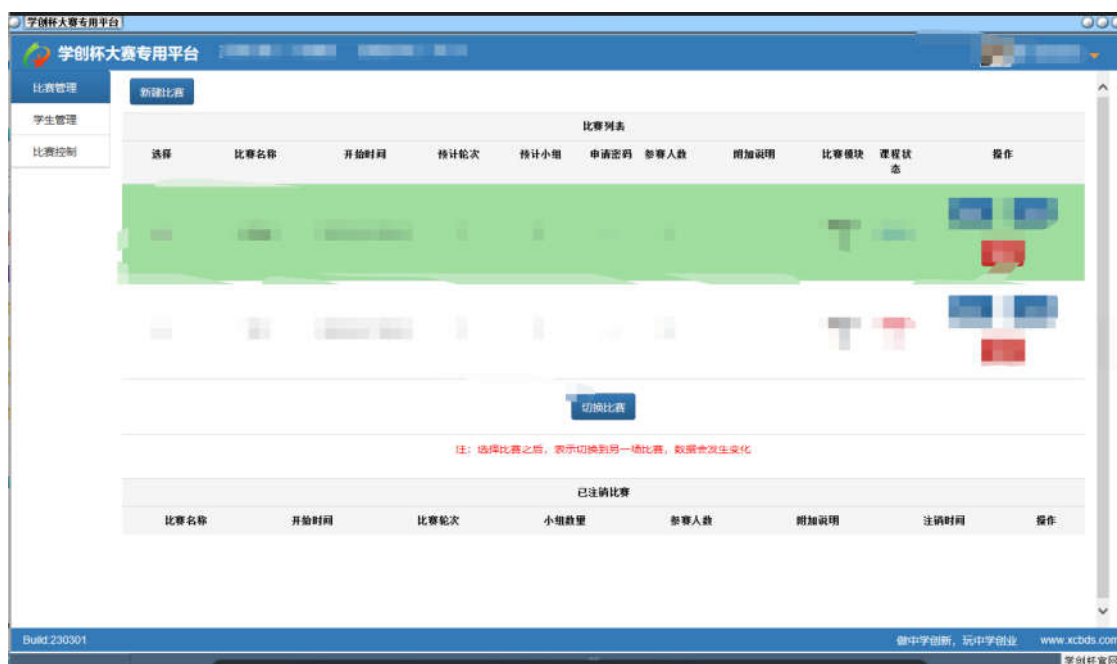 学创杯大赛专用平台
学创杯大赛专用平台
比赛管理
学生管理
比赛控制
新建比赛
比赛列表
选择 比赛名称 开始时间 预计轮次 预计小组 申请密码 参赛人数 附加说明 比赛模块 课程状态 操作
切换比赛
注：选择比赛之后，表示切换到另一场比赛，数据会发生变化
已注销比赛
比赛名称 开始时间 比赛轮次 小组数量 参赛人数 附加说明 注销时间 操作
Build:230301 做中学创新，玩中学创业 www.xcbds.com
学创杯官网